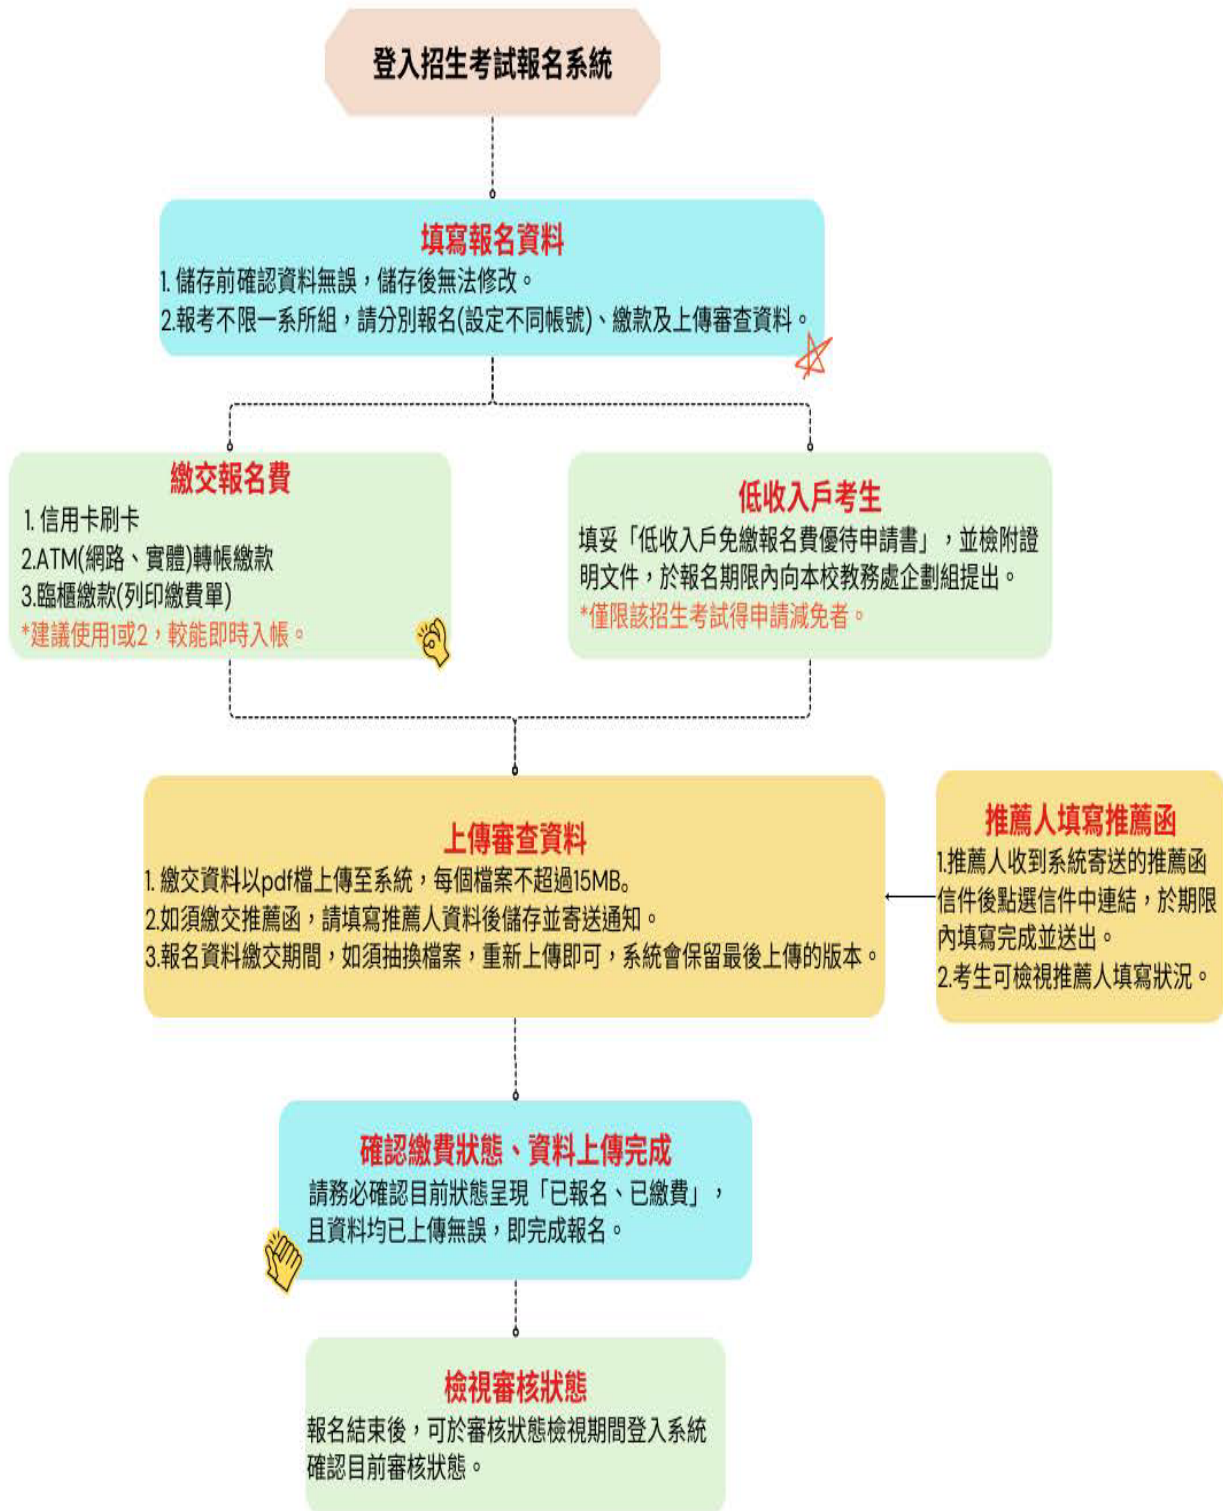 登入招生考試報名系統
填寫報名資料
1. 儲存前確認資料無誤，儲存後無法修改。
2.報考不限一系所組，請分別報名(設定不同帳號)、繳款及上傳審查資料。
繳交報名費
1. 信用卡刷卡
2.ATM(網路、實體)轉帳繳款
3.臨櫃繳款(列印繳費單)
*建議使用1或2，較能即時入帳。
低收入戶考生
填妥「低收入戶免繳報名費優待申請書」，並檢附證
明文件，於報名期限內向本校教務處企劃組提出。
*僅限該招生考試得申請減免者。
上傳審查資料
1. 繳交資料以pdf檔上傳至系統，每個檔案不超過15MB。
2.如須繳交推薦函，請填寫推薦人資料後儲存並寄送通知。
3.報名資料繳交期間，如須抽換檔案，重新上傳即可，系統會保留最後上傳的版本。
推薦人填寫推薦函
1.推薦人收到系統寄送的推薦函
信件後點選信件中連結，於期限
內填寫完成並送出。
2.考生可檢視推薦人填寫狀況。
確認繳費狀態、資料上傳完成
請務必確認目前狀態呈現「已報名、已繳費」，
且資料均已上傳無誤，即完成報名。
檢視審核狀態
報名結束後，可於審核狀態檢視期間登入系統
確認目前審核狀態。